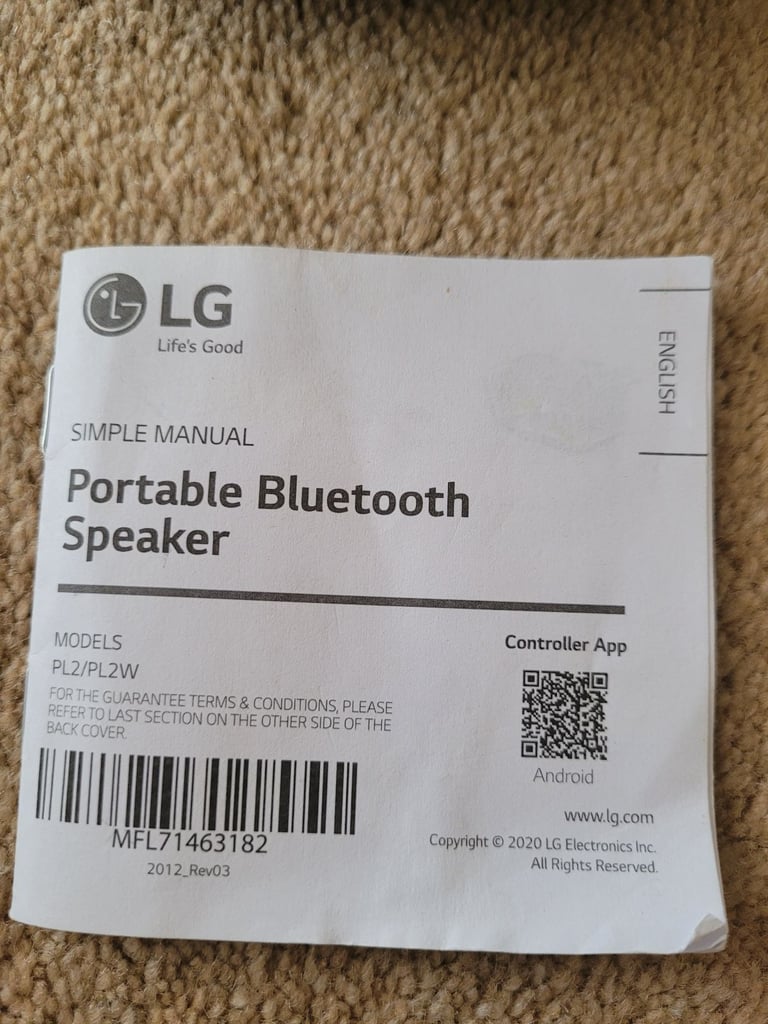 LG
Life's Good
ENGLISH
SIMPLE MANUAL
Portable Bluetooth
Speaker
MODELS
PL2/PL2W
FOR THE GUARANTEE TERMS & CONDITIONS, PLEASE
REFER TO LAST SECTION ON THE OTHER SIDE OF THE
BACK COVER.
MFL71463182
2012_Rev03
Controller App
Android
www.lg.com
Copyright © 2020 LG Electronics Inc.
All Rights Reserved.